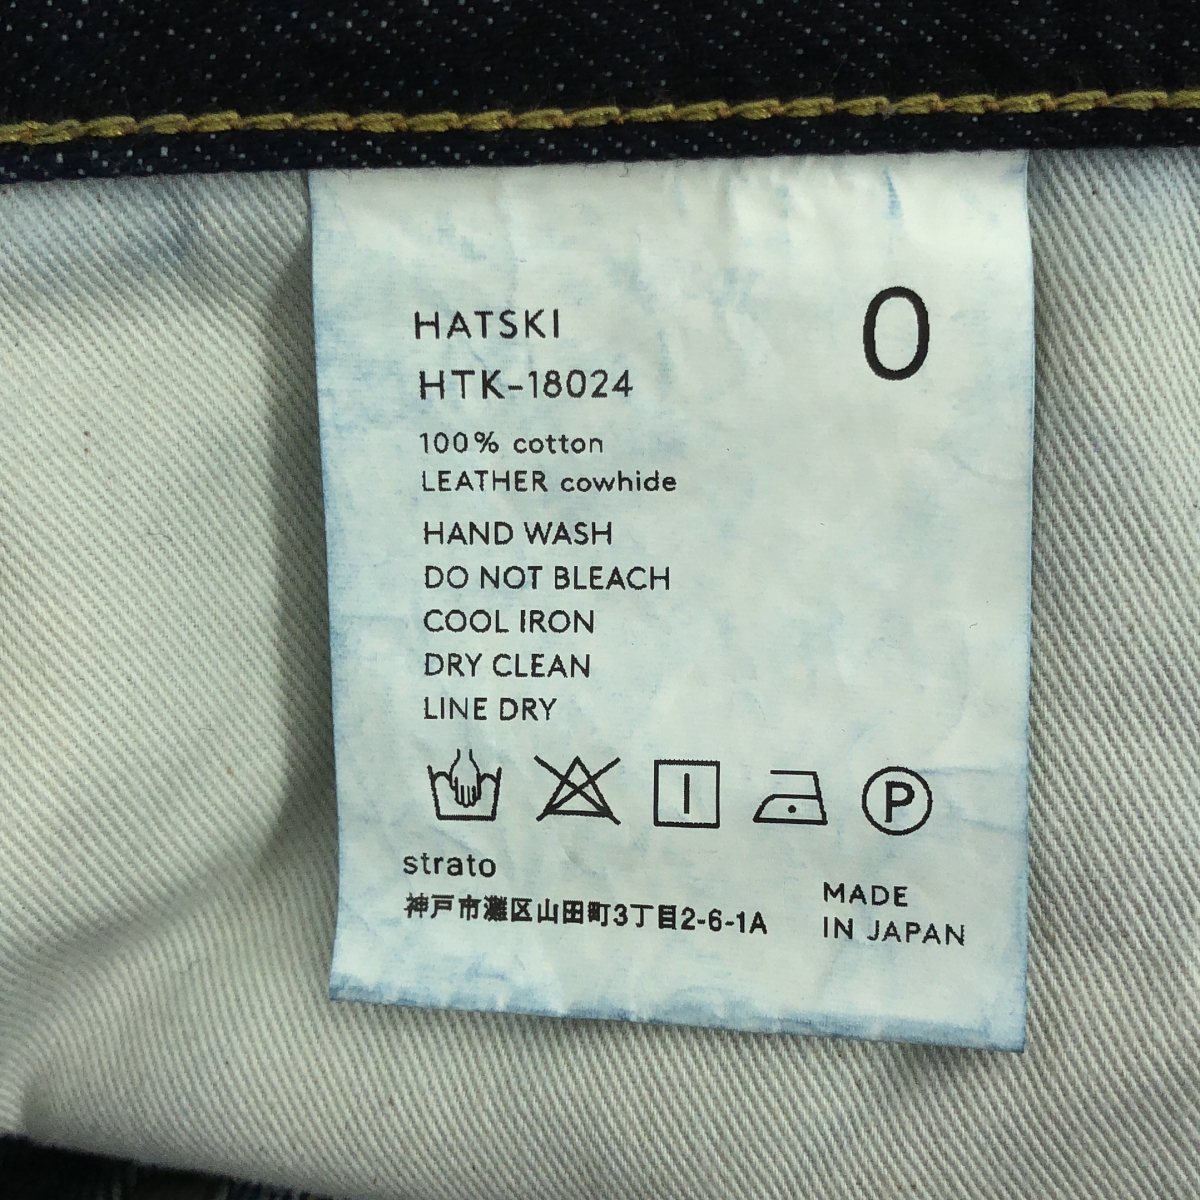 HATSKI
0
HTK-18024
100% cotton
LEATHER cowhide
HAND WASH
DO NOT BLEACH
COOL IRON
DRY CLEAN
LINE DRY
P
strato
神戸市灘区山田町3丁目2-6-1A
MADE
IN JAPAN